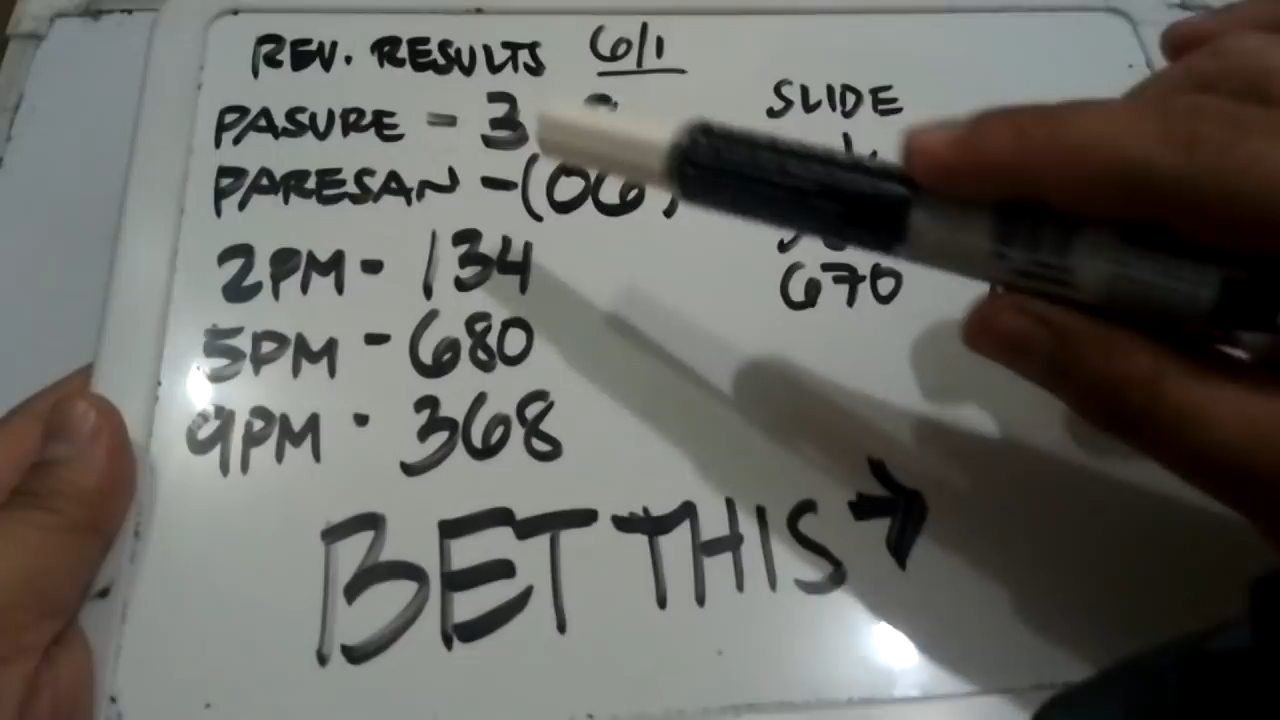 REV. RESULTS 6/1
PASURE - 3
PARESAN - (06)
2PM - 134
5PM - 680
9PM - 368
BET THIS →
SLIDE
670